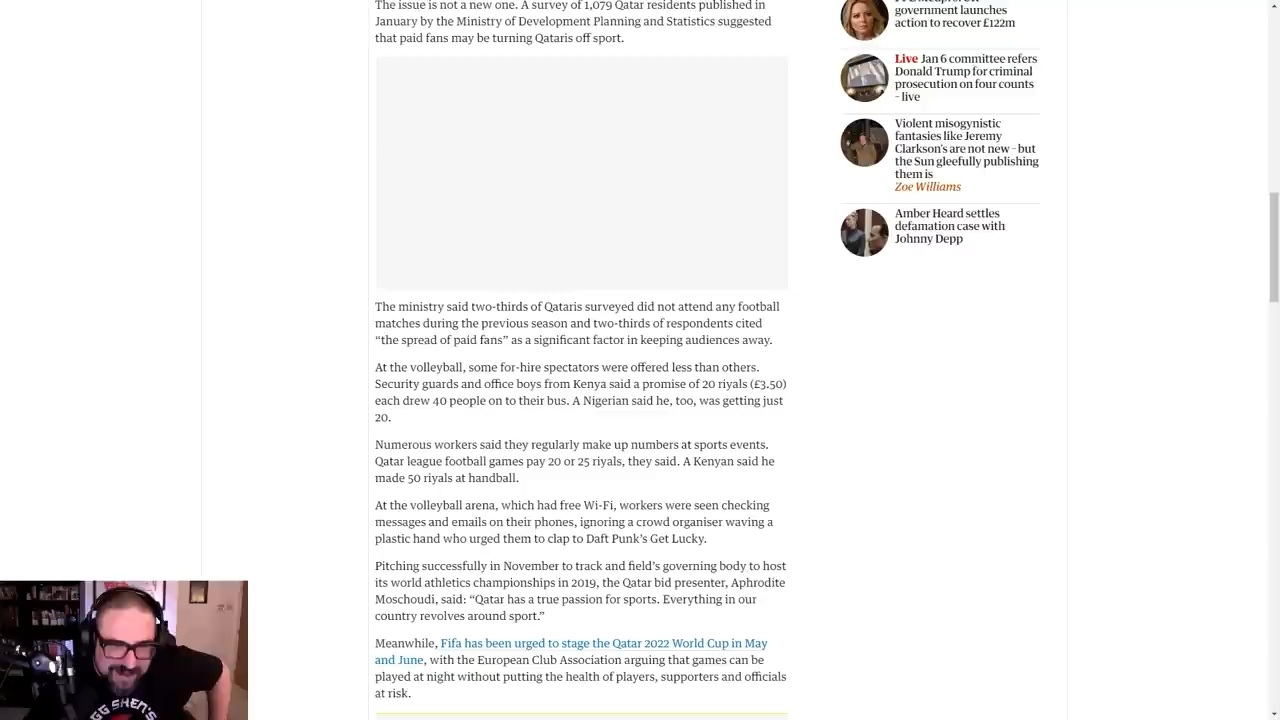 The issue is not a new one. A survey of 1,079 Qatar residents published in
January by the Ministry of Development Planning and Statistics suggested
that paid fans may be turning Qataris off sport.
The ministry said two-thirds of Qataris surveyed did not attend any football
matches during the previous season and two-thirds of respondents cited
“the spread of paid fans” as a significant factor in keeping audiences away.
At the volleyball, some for-hire spectators were offered less than others.
Security guards and office boys from Kenya said a promise of 20 riyals (£3.50)
each drew 40 people on to their bus. A Nigerian said he, too, was getting just
20.
Numerous workers said they regularly make up numbers at sports events.
Qatar league football games pay 20 or 25 riyals, they said. A Kenyan said he
made 50 riyals at handball.
At the volleyball arena, which had free Wi-Fi, workers were seen checking
messages and emails on their phones, ignoring a crowd organiser waving a
plastic hand who urged them to clap to Daft Punk’s Get Lucky.
Pitching successfully in November to track and field’s governing body to host
its world athletics championships in 2019, the Qatar bid presenter, Aphrodite
Moschoudi, said: “Qatar has a true passion for sports. Everything in our
country revolves around sport.”
Meanwhile, Fifa has been urged to stage the Qatar 2022 World Cup in May
and June, with the European Club Association arguing that games can be
played at night without putting the health of players, supporters and officials
at risk.
government launches
action to recover £122m
Live Jan 6 committee refers
Donald Trump for criminal
prosecution on four counts
– live
Violent misogynistic
fantasies like Jeremy
Clarkson’s are not new – but
the Sun gleefully publishing
them is
Zoe Williams
Amber Heard settles
defamation case with
Johnny Depp